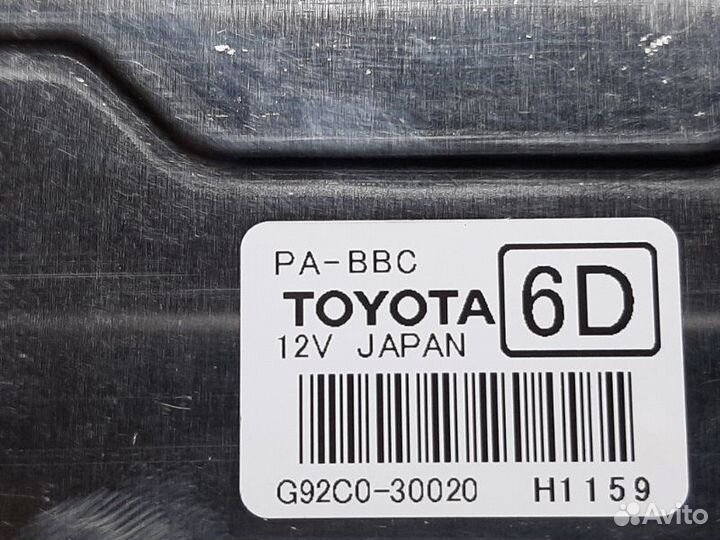 PA-BBC
TOYOTA
6D
12V JAPAN
G92C0-30020 H1159
Avito